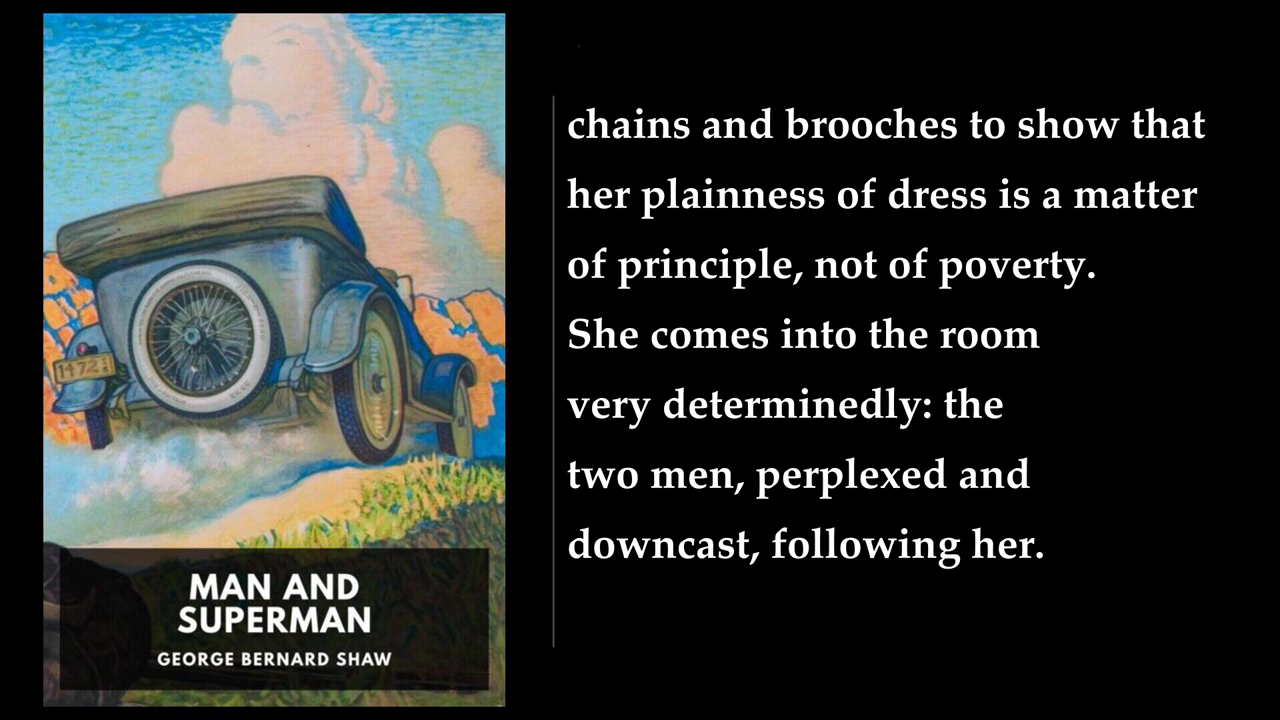 1472
MAN AND
SUPERMAN
GEORGE BERNARD SHAW
chains and brooches to show that
her plainness of dress is a matter
of principle, not of poverty.
She comes into the room
very determinedly: the
two men, perplexed and
downcast, following her.